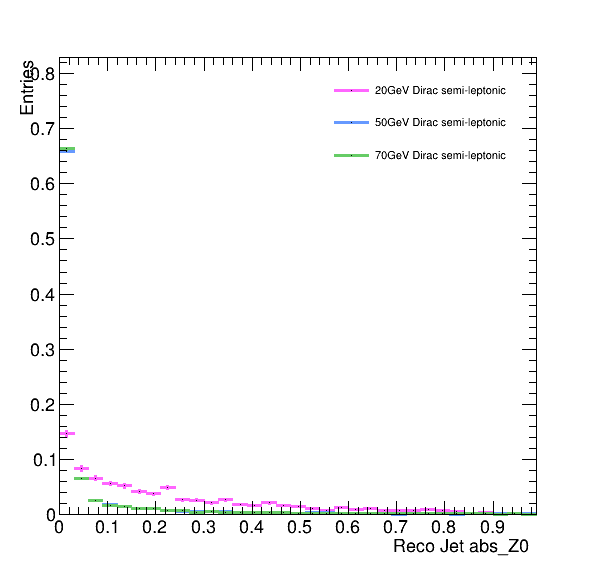 Entries
0.8
0.7
0.6
0.5
0.4
0.3
0.2
0.1
0
20GeV Dirac semi-leptonic
50GeV Dirac semi-leptonic
70GeV Dirac semi-leptonic
0 0.1 0.2 0.3 0.4 0.5 0.6 0.7 0.8 0.9
Reco Jet abs_Z0